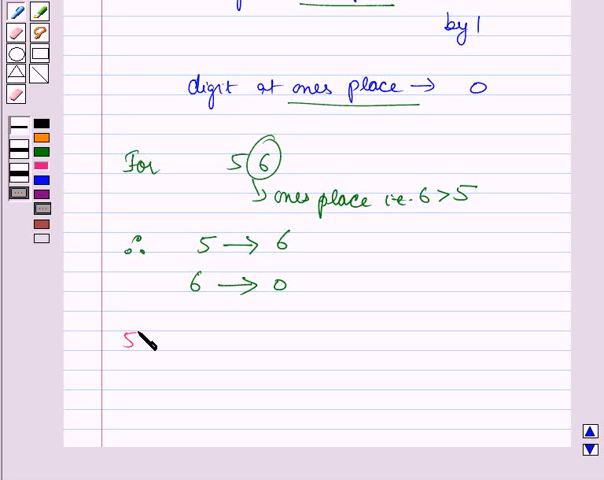 by 1
digit at ones place → 0
For 56
↳ ones place i.e. 6 > 5
∴ 5 → 6
6 → 0
5